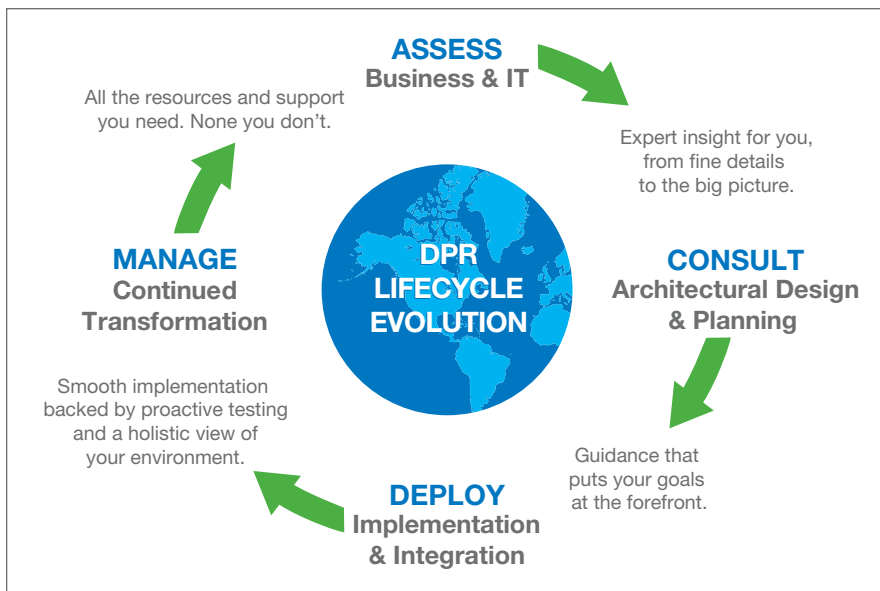 ASSESS
Business & IT
Expert insight for you,
from fine details
to the big picture.
CONSULT
Architectural Design
& Planning
Guidance that
puts your goals
at the forefront.
DEPLOY
Implementation
& Integration
Smooth implementation
backed by proactive testing
and a holistic view of
your environment.
MANAGE
Continued
Transformation
All the resources and support
you need. None you don’t.
DPR
LIFECYCLE
EVOLUTION